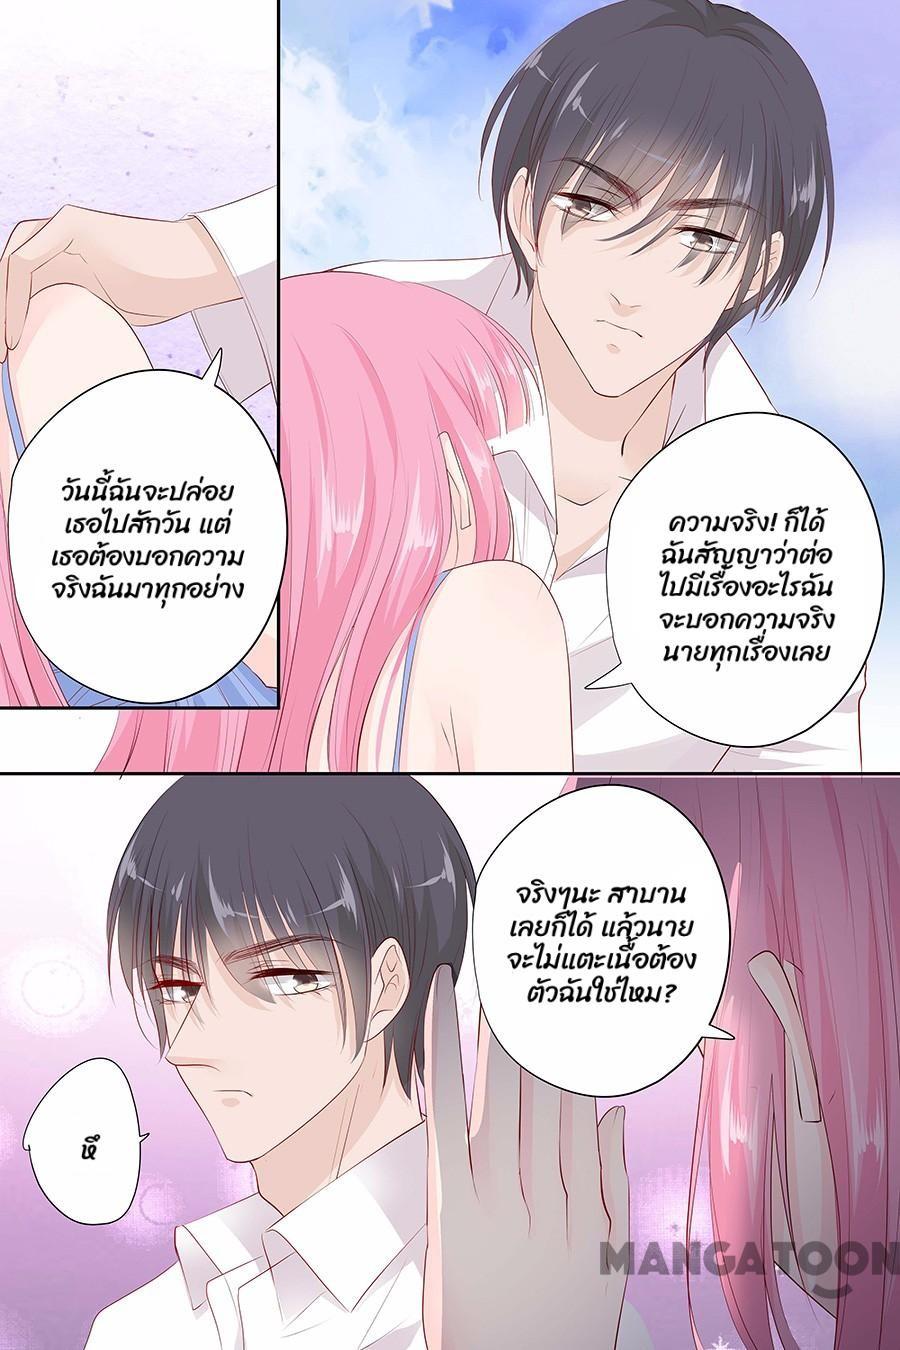 วันนี้ฉันจะปล่อย
เธอไปสักวัน แต่
เธอต้องบอกความ
จริงฉันมาทุกอย่าง
ความจริง! ก็ได้
ฉันสัญญาว่าต่อ
ไปมีเรื่องอะไรฉัน
จะบอกความจริง
นายทุกเรื่องเลย
จริงๆนะ สาบาน
เลยก็ได้ แล้วนาย
จะไม่แตะเนื้อต้อง
ตัวฉันใช่ไหม?
หึ
MANGATOON